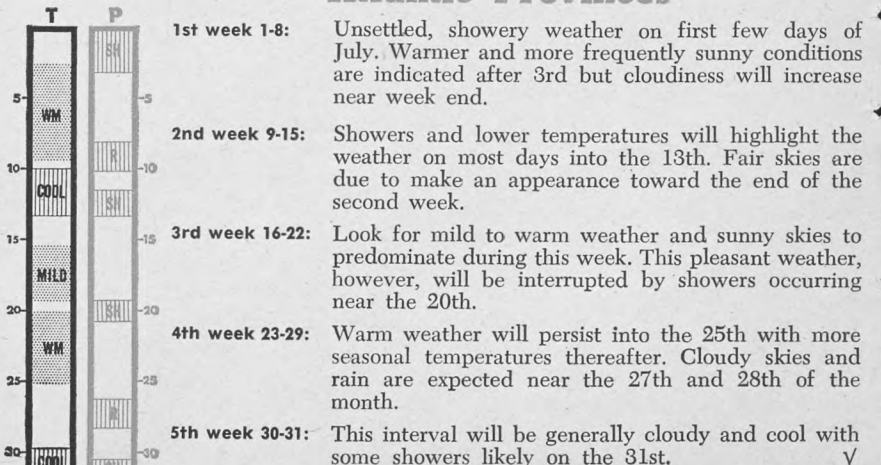 Atlantic Provinces
T P
1st week 1-8: Unsettled, showery weather on first few days of
July. Warmer and more frequently sunny conditions
are indicated after 3rd but cloudiness will increase
near week end.
2nd week 9-15: Showers and lower temperatures will highlight the
weather on most days into the 13th. Fair skies are
due to make an appearance toward the end of the
second week.
3rd week 16-22: Look for mild to warm weather and sunny skies to
predominate during this week. This pleasant weather,
however, will be interrupted by showers occurring
near the 20th.
4th week 23-29: Warm weather will persist into the 25th with more
seasonal temperatures thereafter. Cloudy skies and
rain are expected near the 27th and 28th of the
month.
5th week 30-31: This interval will be generally cloudy and cool with
some showers likely on the 31st. √
SH
5 WM 5
R
10 10
COOL SH
15 15
MILD
20 SH 20
WM
25 25
R
30 30
COOL